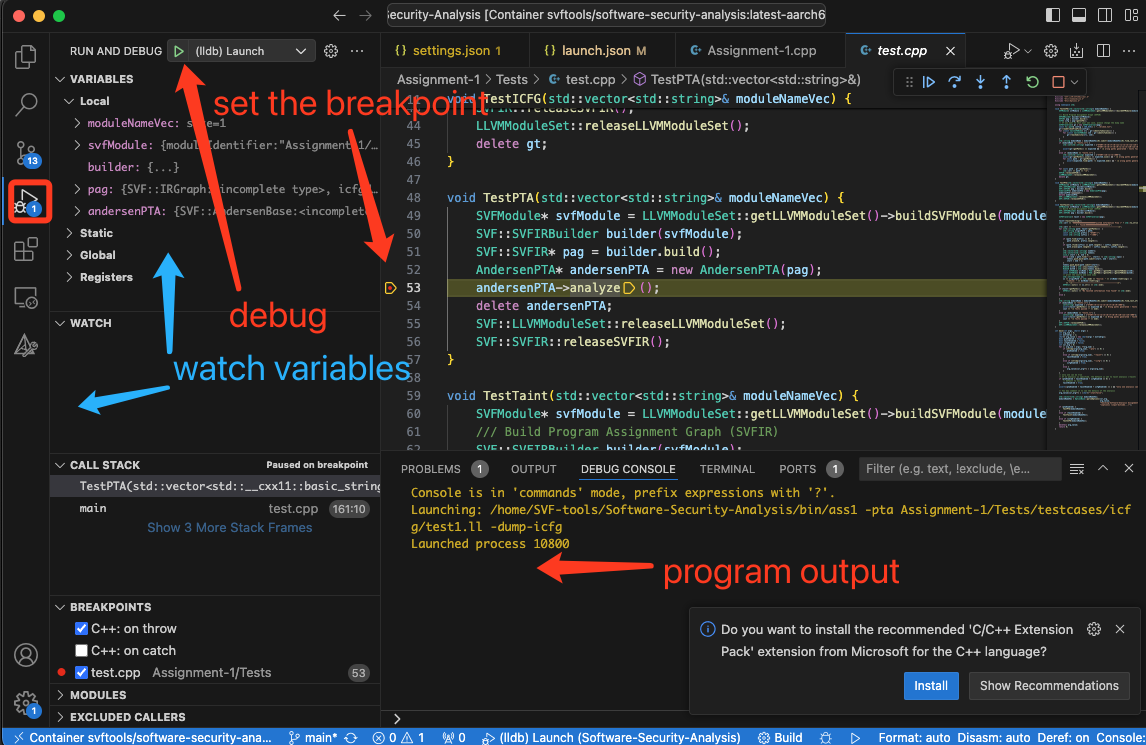 Security-Analysis [Container svftools/software-security-analysis:latest-aarch6
RUN AND DEBUG
(lldb) Launch
settings.json 1
launch.json M
Assignment-1.cpp
test.cpp
Assignment-1 > Tests > test.cpp > TestPTA(std::vector<std::string>&)
VARIABLES
Local
moduleNameVec: size=1
svfModule: {moduleIdentifier:"Assignment-1/…
builder: {...}
pag: {SVF::IRGraph:<incomplete type>, icfg…
andersenPTA: {SVF::AndersenBase:<incomplet
Static
Global
Registers
WATCH
set the breakpoint
debug
watch variables
void TestICFG(std::vector<std::string>& moduleNameVec) {
SVFIR::releaseSVFIR();
44 LLVMModuleSet::releaseLLVMModuleSet();
45 delete gt;
46 }
47
48 void TestPTA(std::vector<std::string>& moduleNameVec) {
49 SVFModule* svfModule = LLVMModuleSet::getLLVMModuleSet()->buildSVFModule(module
50 SVF::SVFIRBuilder builder(svfModule);
51 SVF::SVFIR* pag = builder.build();
52 AndersenPTA* andersenPTA = new AndersenPTA(pag);
53 andersenPTA->analyze();
54 delete andersenPTA;
55 SVF::LLVMModuleSet::releaseLLVMModuleSet();
56 SVF::SVFIR::releaseSVFIR();
57 }
58
59 void TestTaint(std::vector<std::string>& moduleNameVec) {
60 SVFModule* svfModule = LLVMModuleSet::getLLVMModuleSet()->buildSVFModule(module
61 /// Build Program Assignment Graph (SVFIR)
62 SVF::SVFIRBuilder builder(svfModule);
CALL STACK
Paused on breakpoint
TestPTA(std::vector<std::__cxx11::basic_string
main test.cpp 161:10
Show 3 More Stack Frames
BREAKPOINTS
C++: on throw
C++: on catch
test.cpp Assignment-1/Tests 53
MODULES
EXCLUDED CALLERS
13
1
1
PROBLEMS 1 OUTPUT DEBUG CONSOLE TERMINAL PORTS 1
Filter (e.g. text, !exclude, \e...
Console is in 'commands' mode, prefix expressions with '?'.
Launching: /home/SVF-tools/Software-Security-Analysis/bin/ass1 -pta Assignment-1/Tests/testcases/icf
g/test1.ll -dump-icfg
Launched process 10800
program output
Do you want to install the recommended 'C/C++ Extension
Pack' extension from Microsoft for the C++ language?
Install
Show Recommendations
Container svftools/software-security-ana... main* 0 1 0 (lldb) Launch (Software-Security-Analysis) Build Format: auto Disasm: auto Deref: on Console: